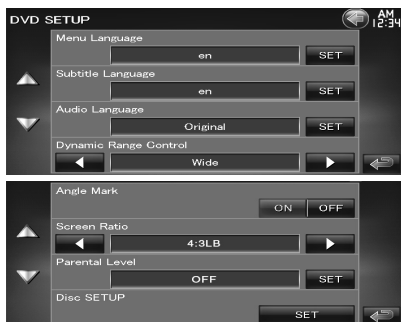 DVD SETUP AM 12:34
Menu Language
en SET
Subtitle Language
en SET
Audio Language
Original SET
Dynamic Range Control
Wide
Angle Mark
ON OFF
Screen Ratio
4:3LB
Parental Level
OFF SET
Disc SETUP
SET